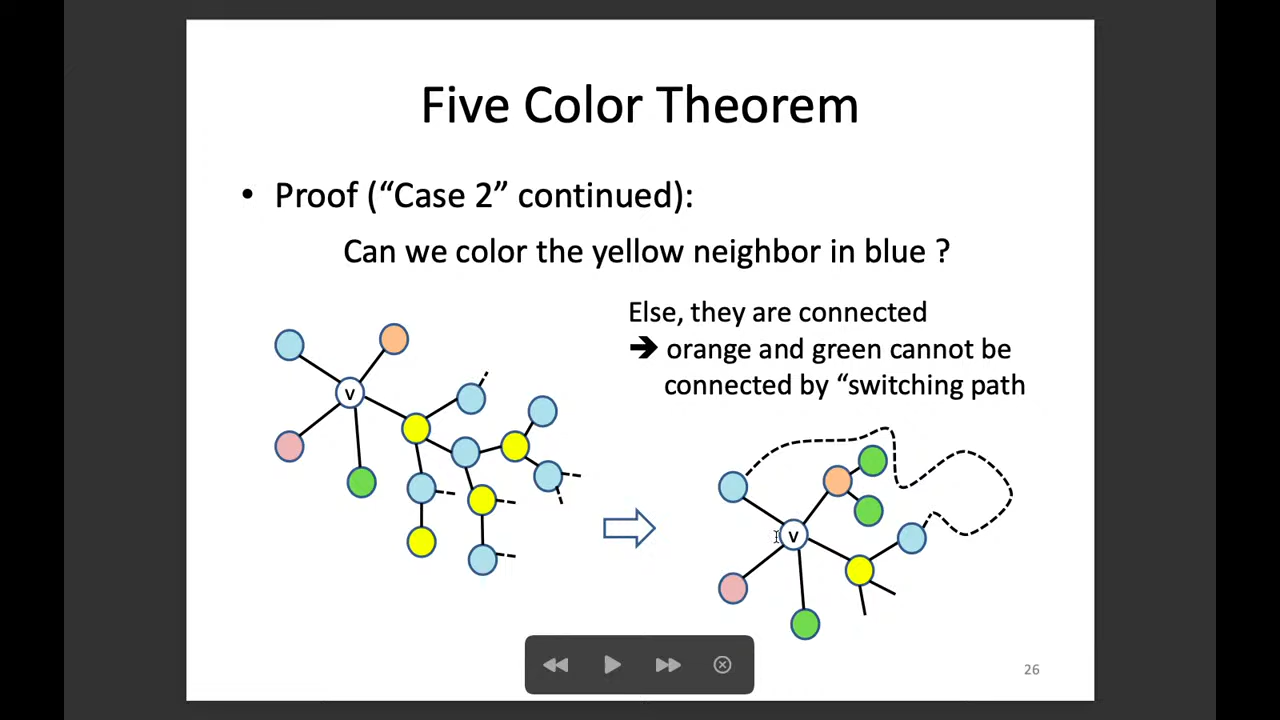 Five Color Theorem
• Proof (“Case 2” continued):
Can we color the yellow neighbor in blue ?
Else, they are connected
➔ orange and green cannot be
connected by “switching path
v
v
26